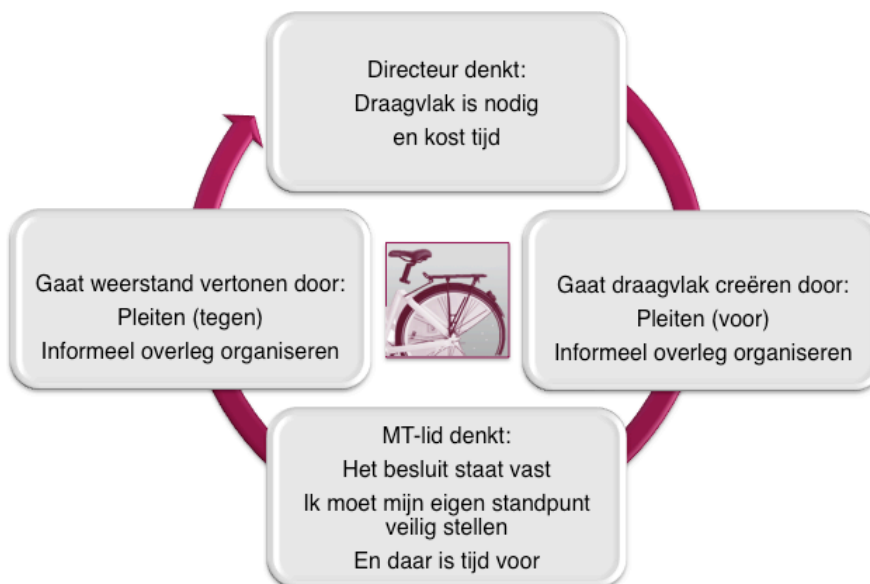 Directeur denkt:
Draagvlak is nodig
en kost tijd
Gaat draagvlak creëren door:
Pleiten (voor)
Informeel overleg organiseren
MT-lid denkt:
Het besluit staat vast
Ik moet mijn eigen standpunt
veilig stellen
En daar is tijd voor
Gaat weerstand vertonen door:
Pleiten (tegen)
Informeel overleg organiseren